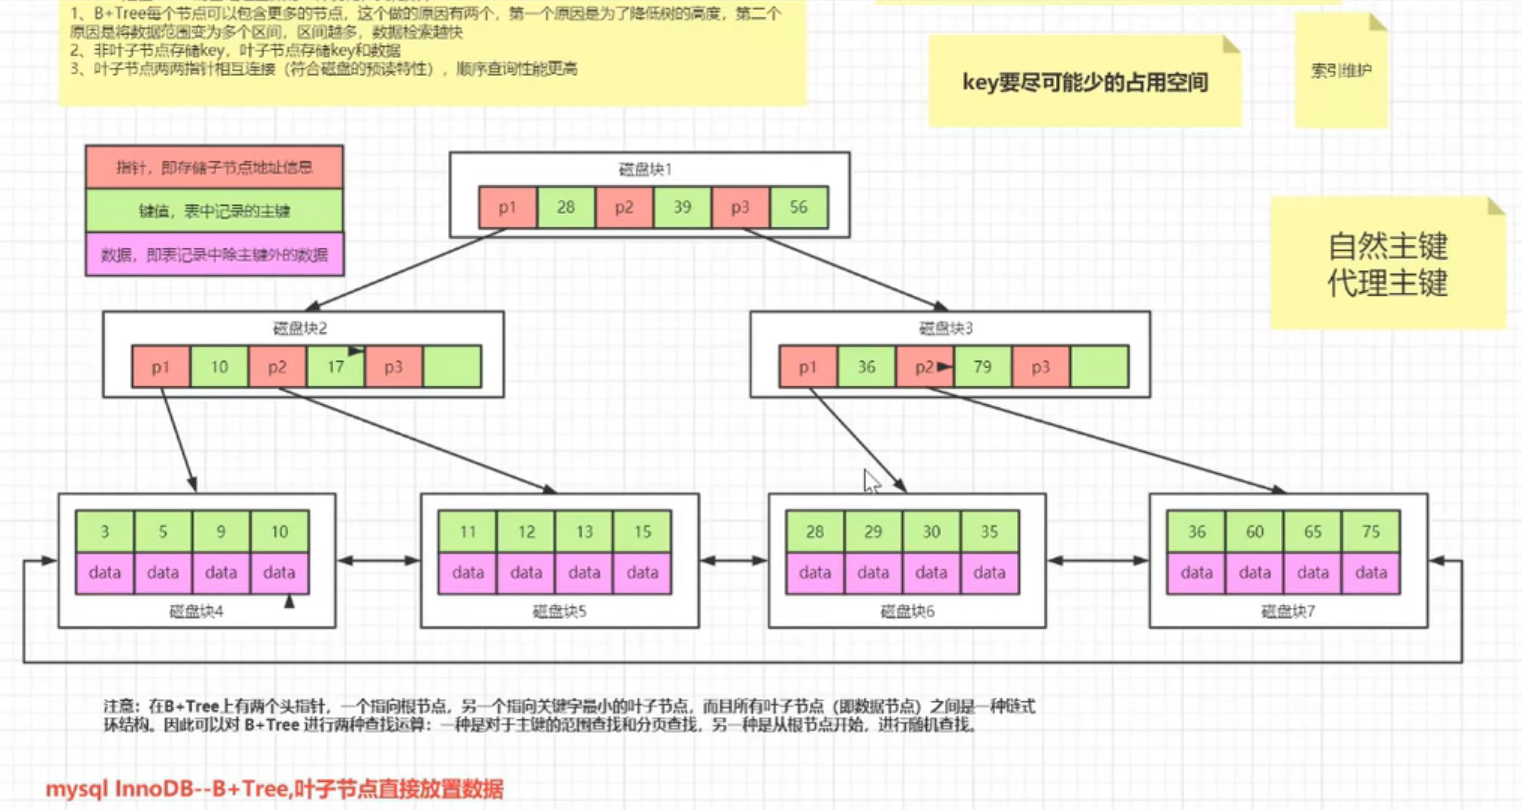 1、B+Tree每个节点可以包含更多的节点，这个做的原因有两个，第一个原因是为了降低树的高度，第二个
原因是将数据范围变为多个区间，区间越多，数据检索越快
2、非叶子节点存储key，叶子节点存储key和数据
3、叶子节点两两指针相互连接（符合磁盘的预读特性），顺序查询性能更高
key要尽可能少的占用空间
索引维护
指针，即存储子节点地址信息
键值，表中记录的主键
数据，即表记录中除主键外的数据
自然主键
代理主键
磁盘块1
p1 28 p2 39 p3 56
磁盘块2
p1 10 p2 17 p3
磁盘块3
p1 36 p2 79 p3
3 5 9 10
data data data data
磁盘块4
11 12 13 15
data data data data
磁盘块5
28 29 30 35
data data data data
磁盘块6
36 60 65 75
data data data data
磁盘块7
注意：在B+Tree上有两个头指针，一个指向根节点，另一个指向关键字最小的叶子节点，而且所有叶子节点（即数据节点）之间是一种链式
环结构。因此可以对 B+Tree 进行两种查找运算：一种是对于主键的范围查找和分页查找，另一种是从根节点开始，进行随机查找。
mysql InnoDB--B+Tree,叶子节点直接放置数据